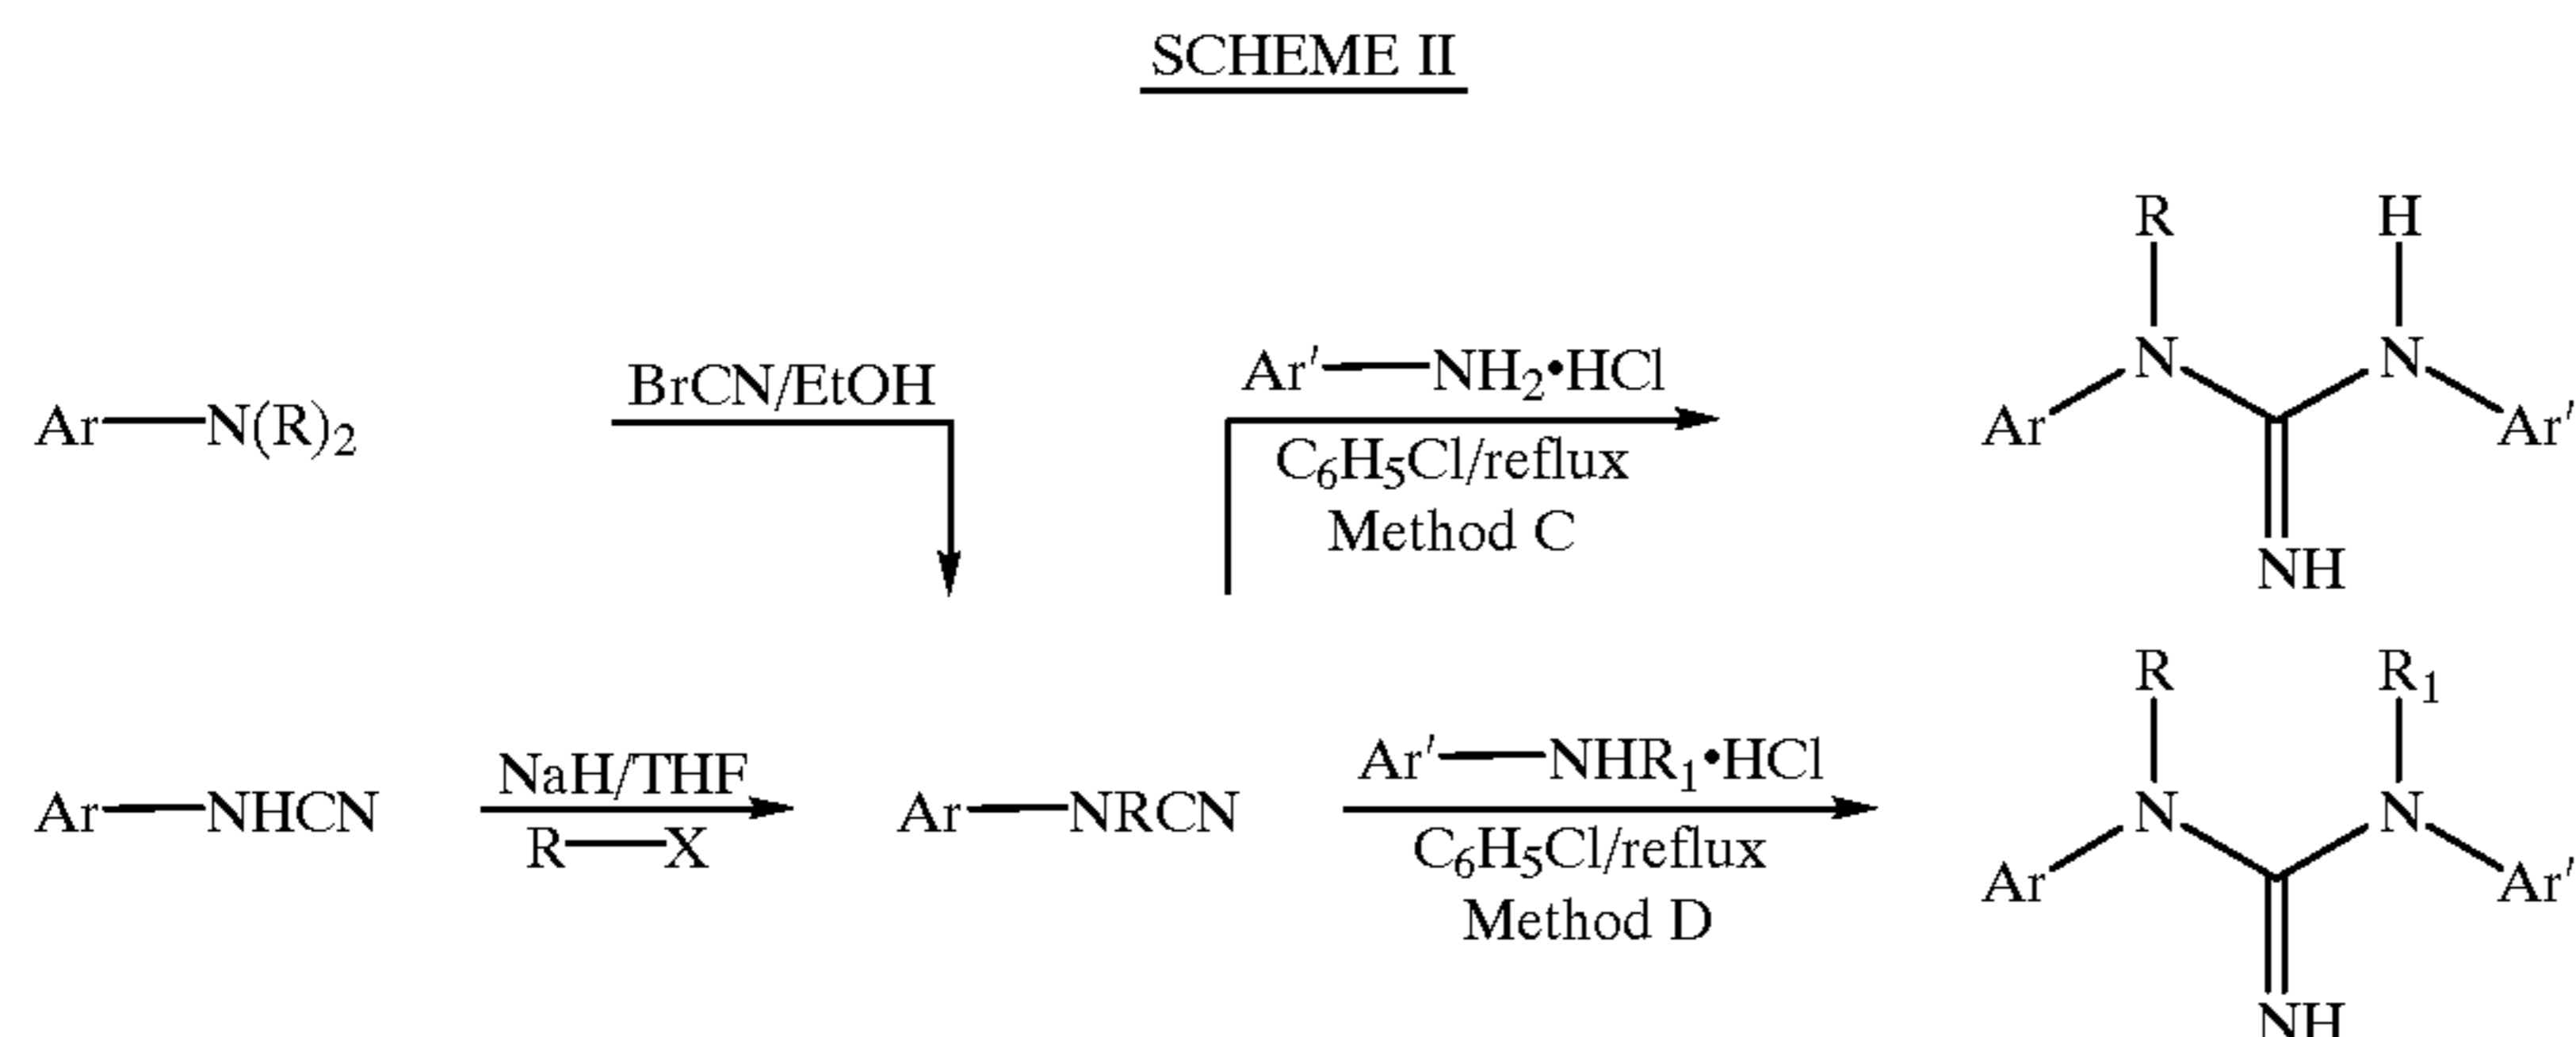 SCHEME II
R H
N N
Ar Ar'
NH
Ar—N(R)₂
BrCN/EtOH
Ar'—NH₂•HCl
C₆H₅Cl/reflux
Method C
R R₁
N N
Ar Ar'
NH
Ar—NHCN
NaH/THF
R—X
Ar—NRCN
Ar'—NHR₁•HCl
C₆H₅Cl/reflux
Method D